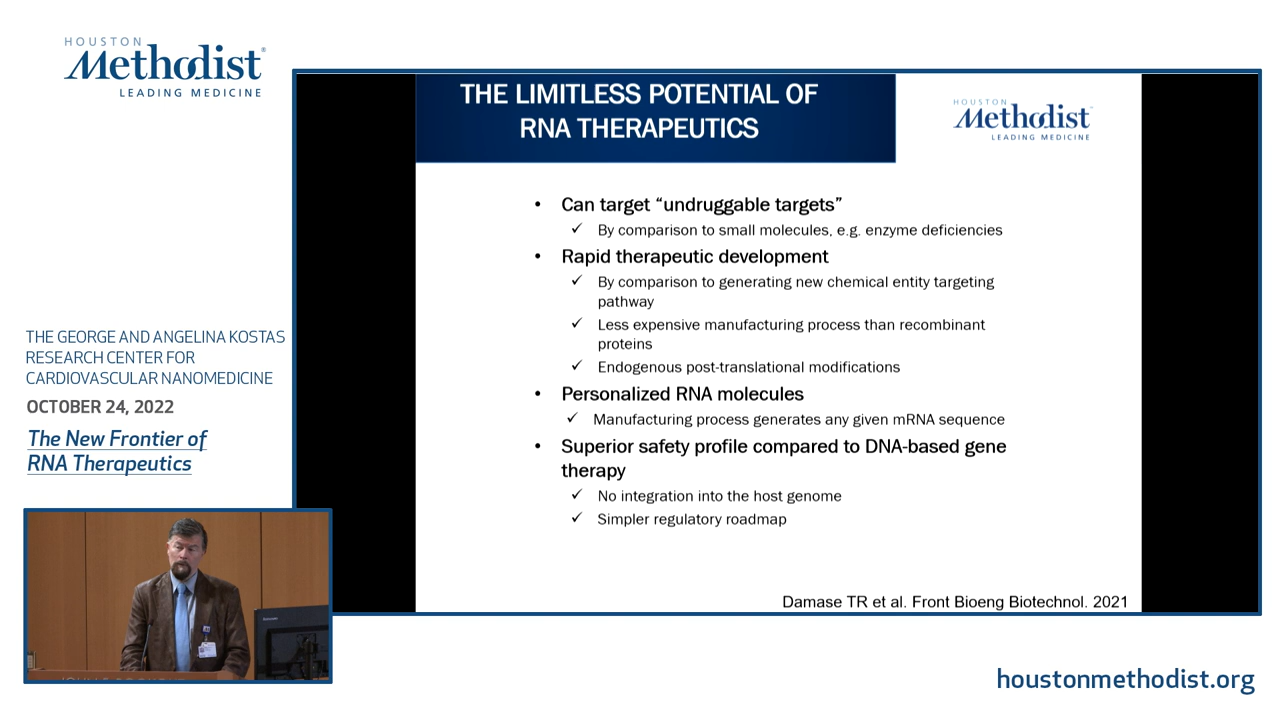 HOUSTON
Methodist®
LEADING MEDICINE
THE LIMITLESS POTENTIAL OF
RNA THERAPEUTICS
HOUSTON
Methodist
LEADING MEDICINE
• Can target “undruggable targets”
✓ By comparison to small molecules, e.g. enzyme deficiencies
• Rapid therapeutic development
✓ By comparison to generating new chemical entity targeting
pathway
✓ Less expensive manufacturing process than recombinant
proteins
✓ Endogenous post-translational modifications
• Personalized RNA molecules
✓ Manufacturing process generates any given mRNA sequence
• Superior safety profile compared to DNA-based gene
therapy
✓ No integration into the host genome
✓ Simpler regulatory roadmap
Damase TR et al. Front Bioeng Biotechnol. 2021
THE GEORGE AND ANGELINA KOSTAS
RESEARCH CENTER FOR
CARDIOVASCULAR NANOMEDICINE
OCTOBER 24, 2022
The New Frontier of
RNA Therapeutics
houstonmethodist.org